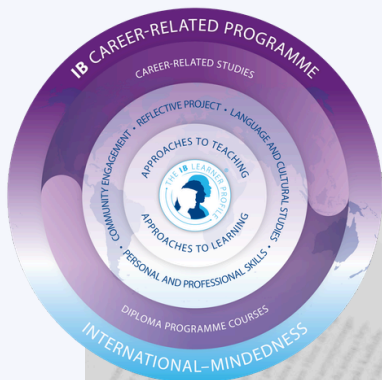 IB CAREER-RELATED PROGRAMME
CAREER-RELATED STUDIES
COMMUNITY ENGAGEMENT • REFLECTIVE PROJECT • LANGUAGE AND CULTURAL STUDIES
• PERSONAL AND PROFESSIONAL SKILLS •
APPROACHES TO TEACHING
THE IB LEARNER PROFILE
APPROACHES TO LEARNING
DIPLOMA PROGRAMME COURSES
INTERNATIONAL–MINDEDNESS